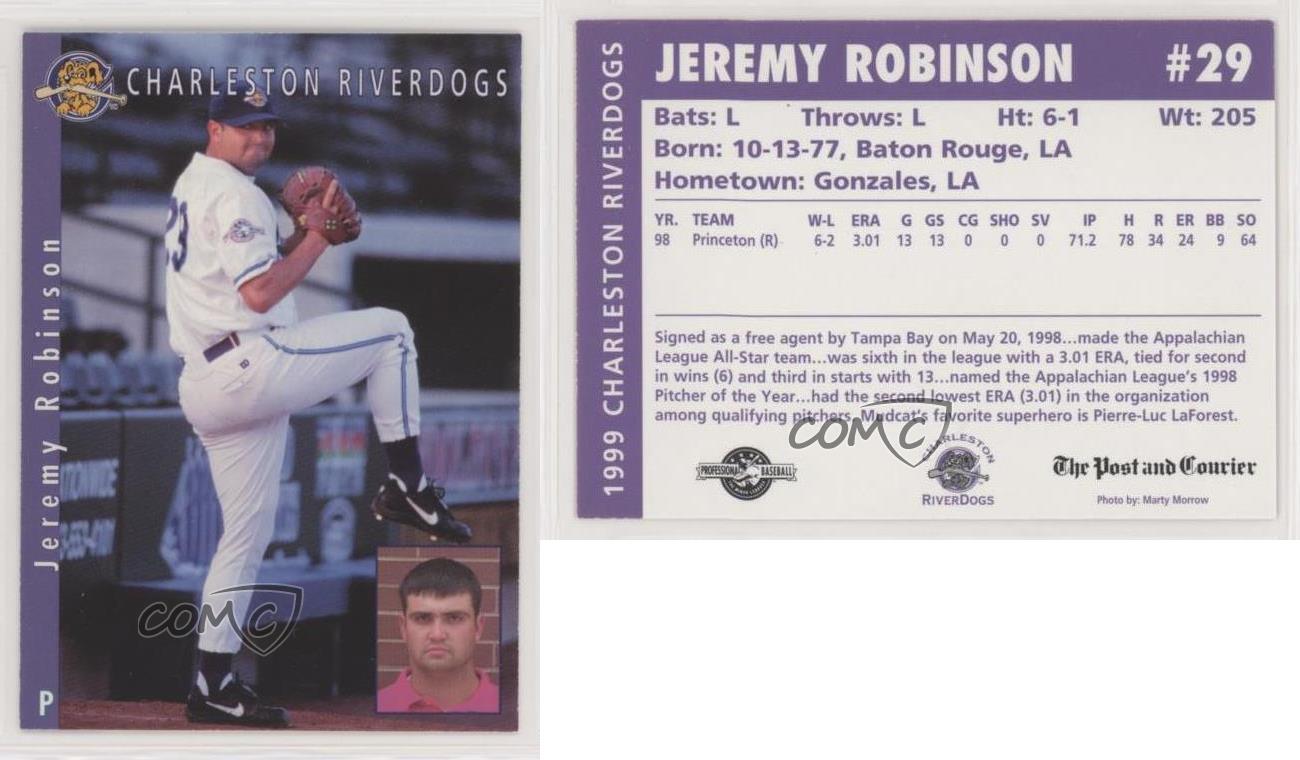 CHARLESTON RIVERDOGS
Jeremy Robinson
P
23
B
COMC
1999 CHARLESTON RIVERDOGS
JEREMY ROBINSON #29
Bats: L Throws: L Ht: 6-1 Wt: 205
Born: 10-13-77, Baton Rouge, LA
Hometown: Gonzales, LA
YR. TEAM W-L ERA G GS CG SHO SV IP H R ER BB SO
98 Princeton (R) 6-2 3.01 13 13 0 0 0 71.2 78 34 24 9 64
Signed as a free agent by Tampa Bay on May 20, 1998...made the Appalachian
League All-Star team...was sixth in the league with a 3.01 ERA, tied for second
in wins (6) and third in starts with 13...named the Appalachian League's 1998
Pitcher of the Year...had the second lowest ERA (3.01) in the organization
among qualifying pitchers. Mudcat's favorite superhero is Pierre-Luc LaForest.
COMC
PROFESSIONAL BASEBALL
CHARLESTON
RIVERDOGS
The Post and Courier
Photo by: Marty Morrow